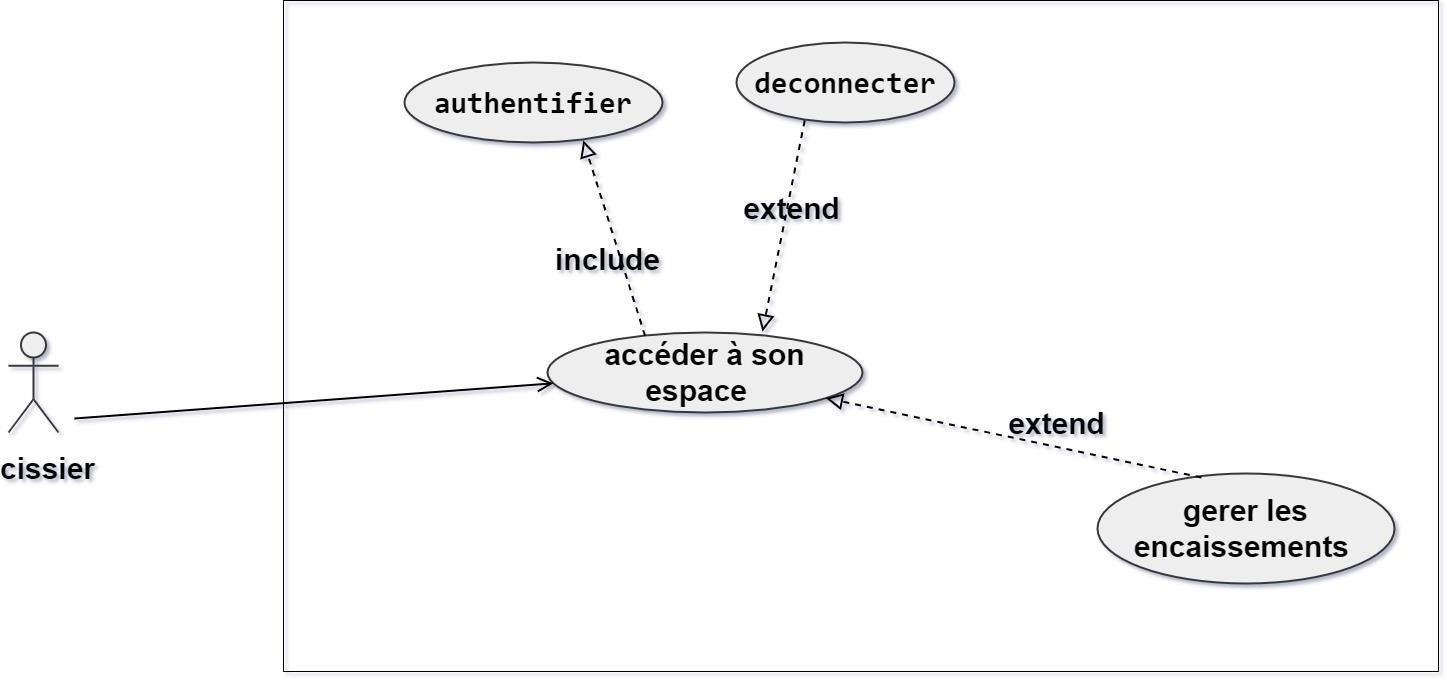 authentifier
deconnecter
extend
include
accéder à son
espace
extend
cissier
gerer les
encaissements